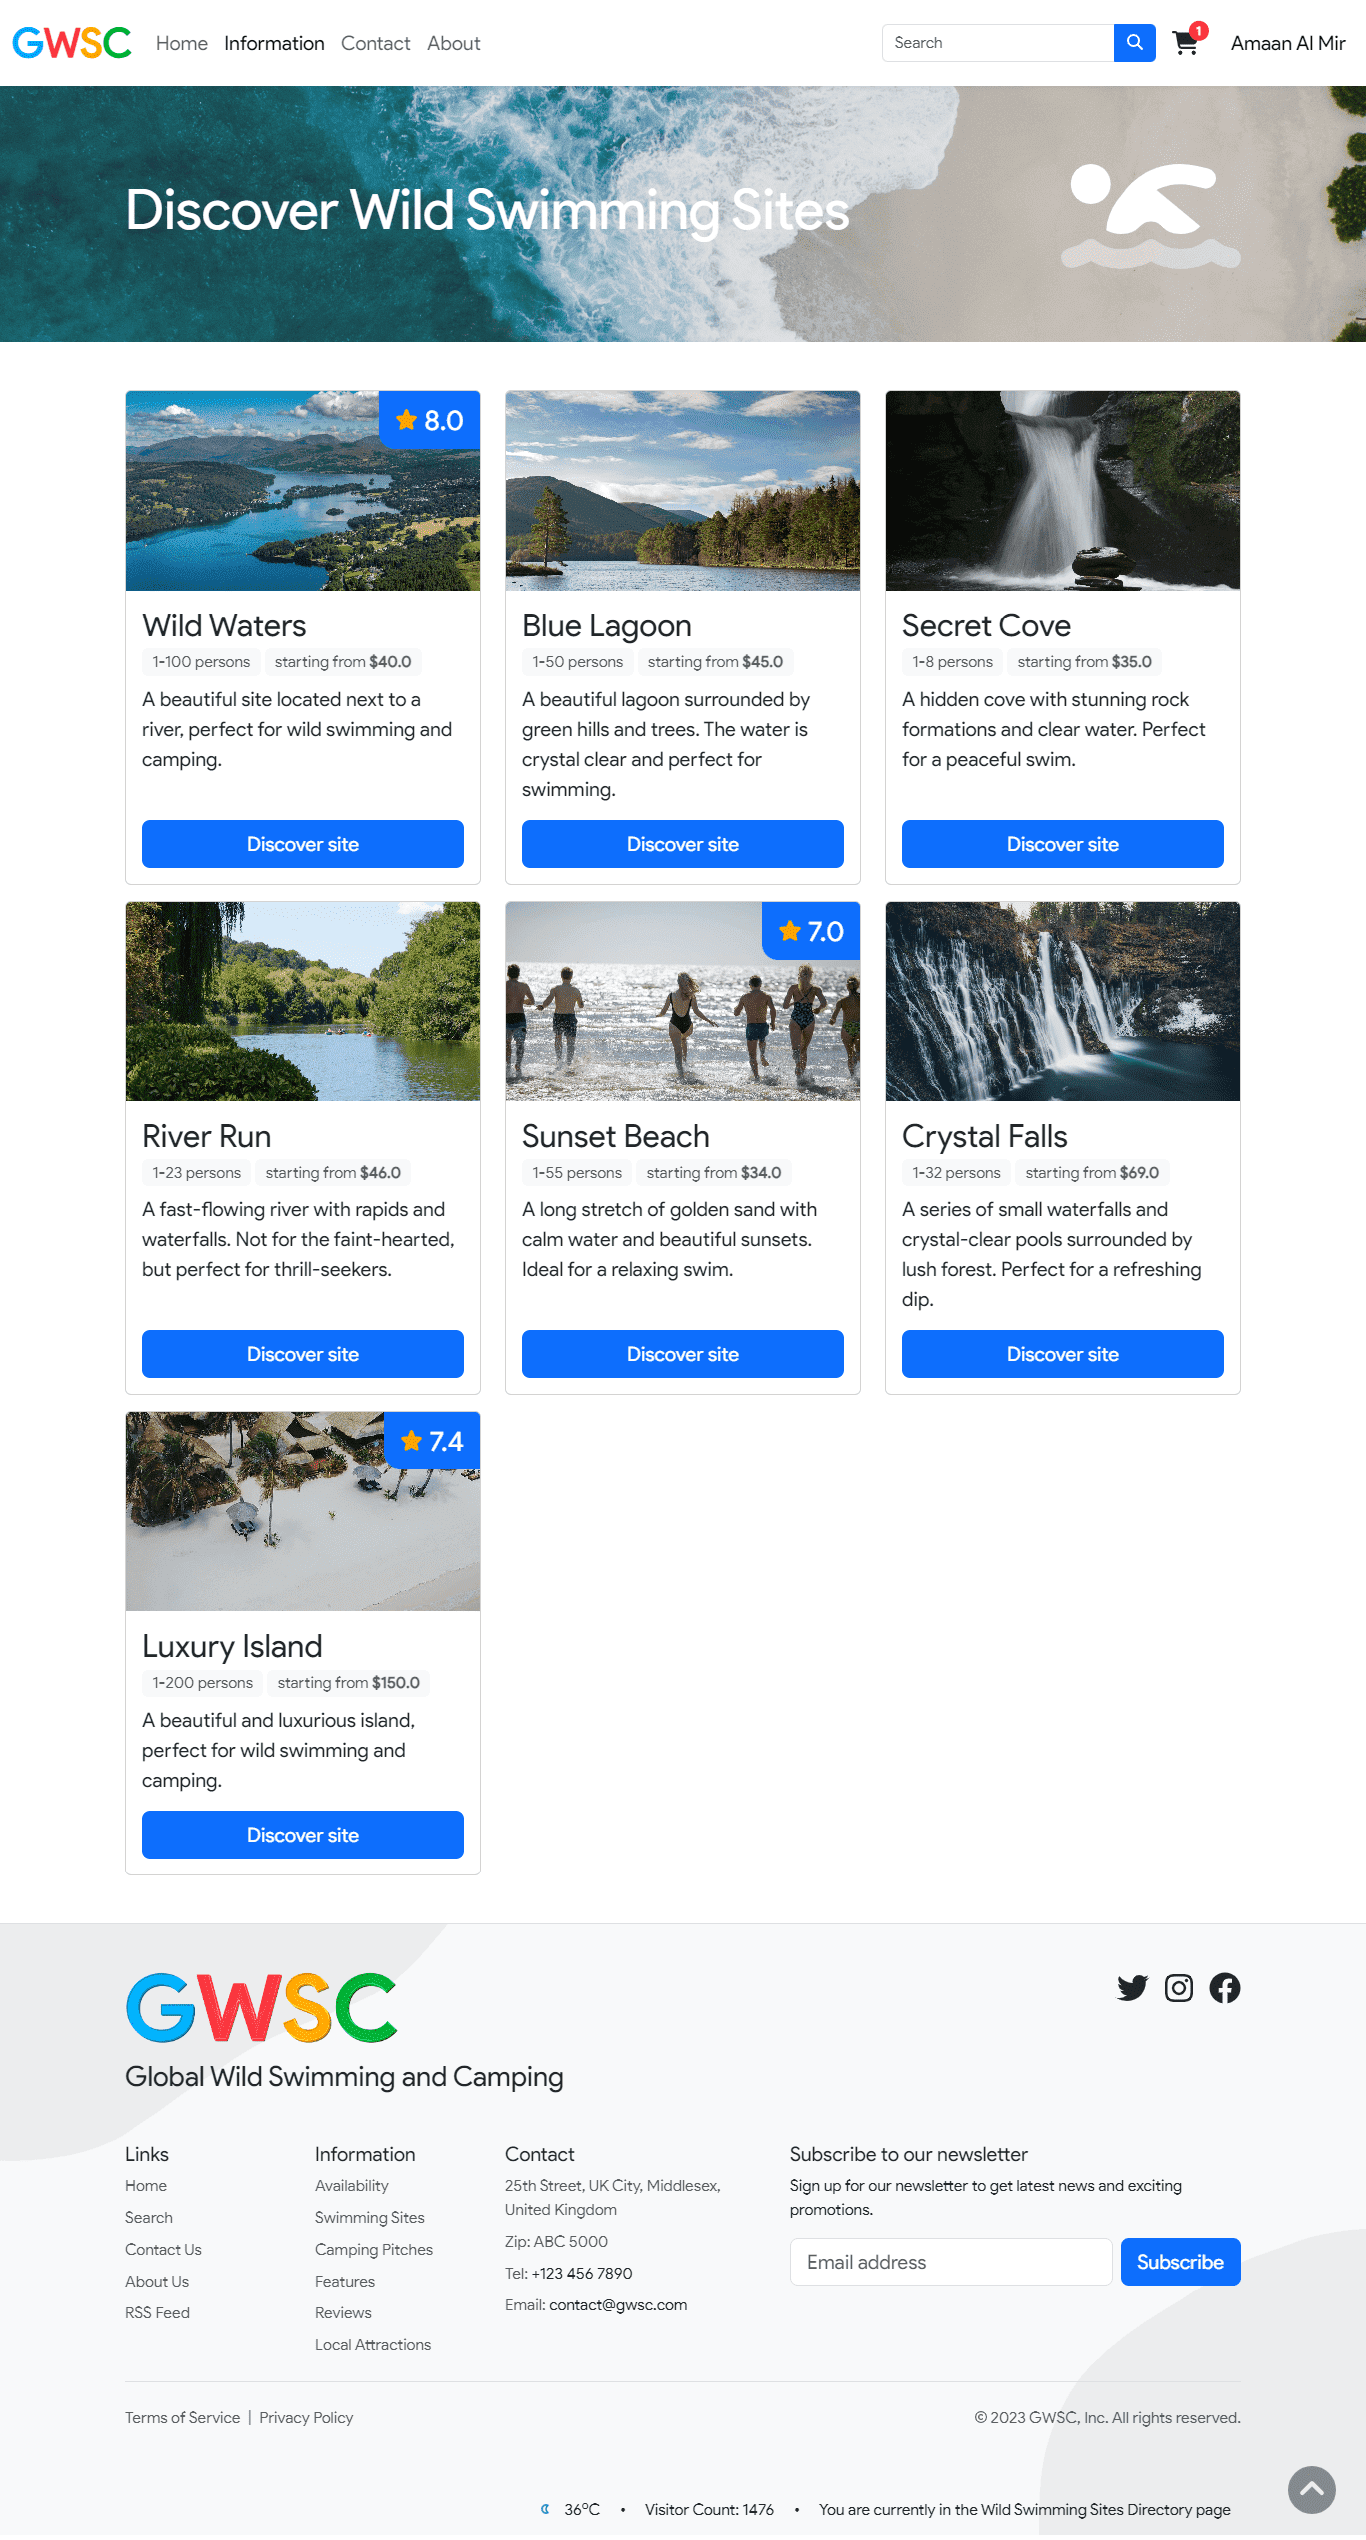 GWSC Home Information Contact About Search 1 Amaan Al Mir
Discover Wild Swimming Sites
8.0
Wild Waters
1-100 persons starting from $40.0
A beautiful site located next to a
river, perfect for wild swimming and
camping.
Discover site
Blue Lagoon
1-50 persons starting from $45.0
A beautiful lagoon surrounded by
green hills and trees. The water is
crystal clear and perfect for
swimming.
Discover site
Secret Cove
1-8 persons starting from $35.0
A hidden cove with stunning rock
formations and clear water. Perfect
for a peaceful swim.
Discover site
River Run
1-23 persons starting from $46.0
A fast-flowing river with rapids and
waterfalls. Not for the faint-hearted,
but perfect for thrill-seekers.
Discover site
7.0
Sunset Beach
1-55 persons starting from $34.0
A long stretch of golden sand with
calm water and beautiful sunsets.
Ideal for a relaxing swim.
Discover site
Crystal Falls
1-32 persons starting from $69.0
A series of small waterfalls and
crystal-clear pools surrounded by
lush forest. Perfect for a refreshing
dip.
Discover site
7.4
Luxury Island
1-200 persons starting from $150.0
A beautiful and luxurious island,
perfect for wild swimming and
camping.
Discover site
GWSC
Global Wild Swimming and Camping
Links
Home
Search
Contact Us
About Us
RSS Feed
Information
Availability
Swimming Sites
Camping Pitches
Features
Reviews
Local Attractions
Contact
25th Street, UK City, Middlesex,
United Kingdom
Zip: ABC 5000
Tel: +123 456 7890
Email: contact@gwsc.com
Subscribe to our newsletter
Sign up for our newsletter to get latest news and exciting
promotions.
Email address Subscribe
Terms of Service | Privacy Policy © 2023 GWSC, Inc. All rights reserved.
36°C • Visitor Count: 1476 • You are currently in the Wild Swimming Sites Directory page